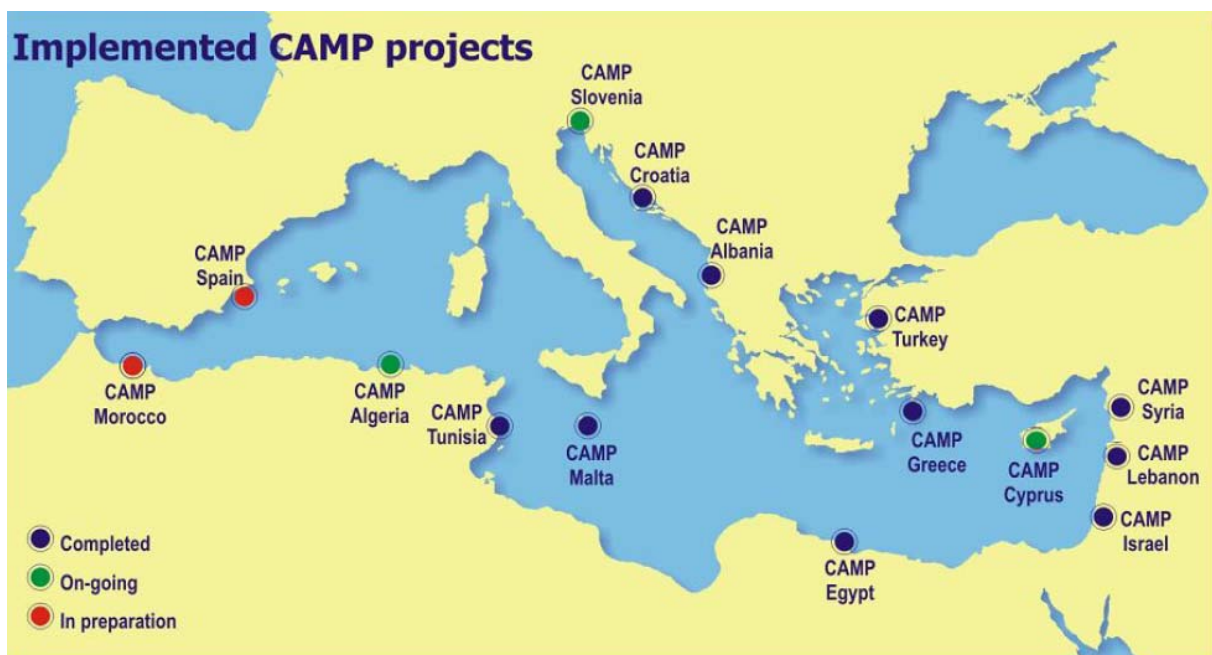 Implemented CAMP projects
CAMP
Slovenia
CAMP
Croatia
CAMP
Albania
CAMP
Spain
CAMP
Turkey
CAMP
Morocco
CAMP
Algeria
CAMP
Tunisia
CAMP
Malta
CAMP
Greece
CAMP
Cyprus
CAMP
Syria
CAMP
Lebanon
CAMP
Israel
CAMP
Egypt
Completed
On-going
In preparation